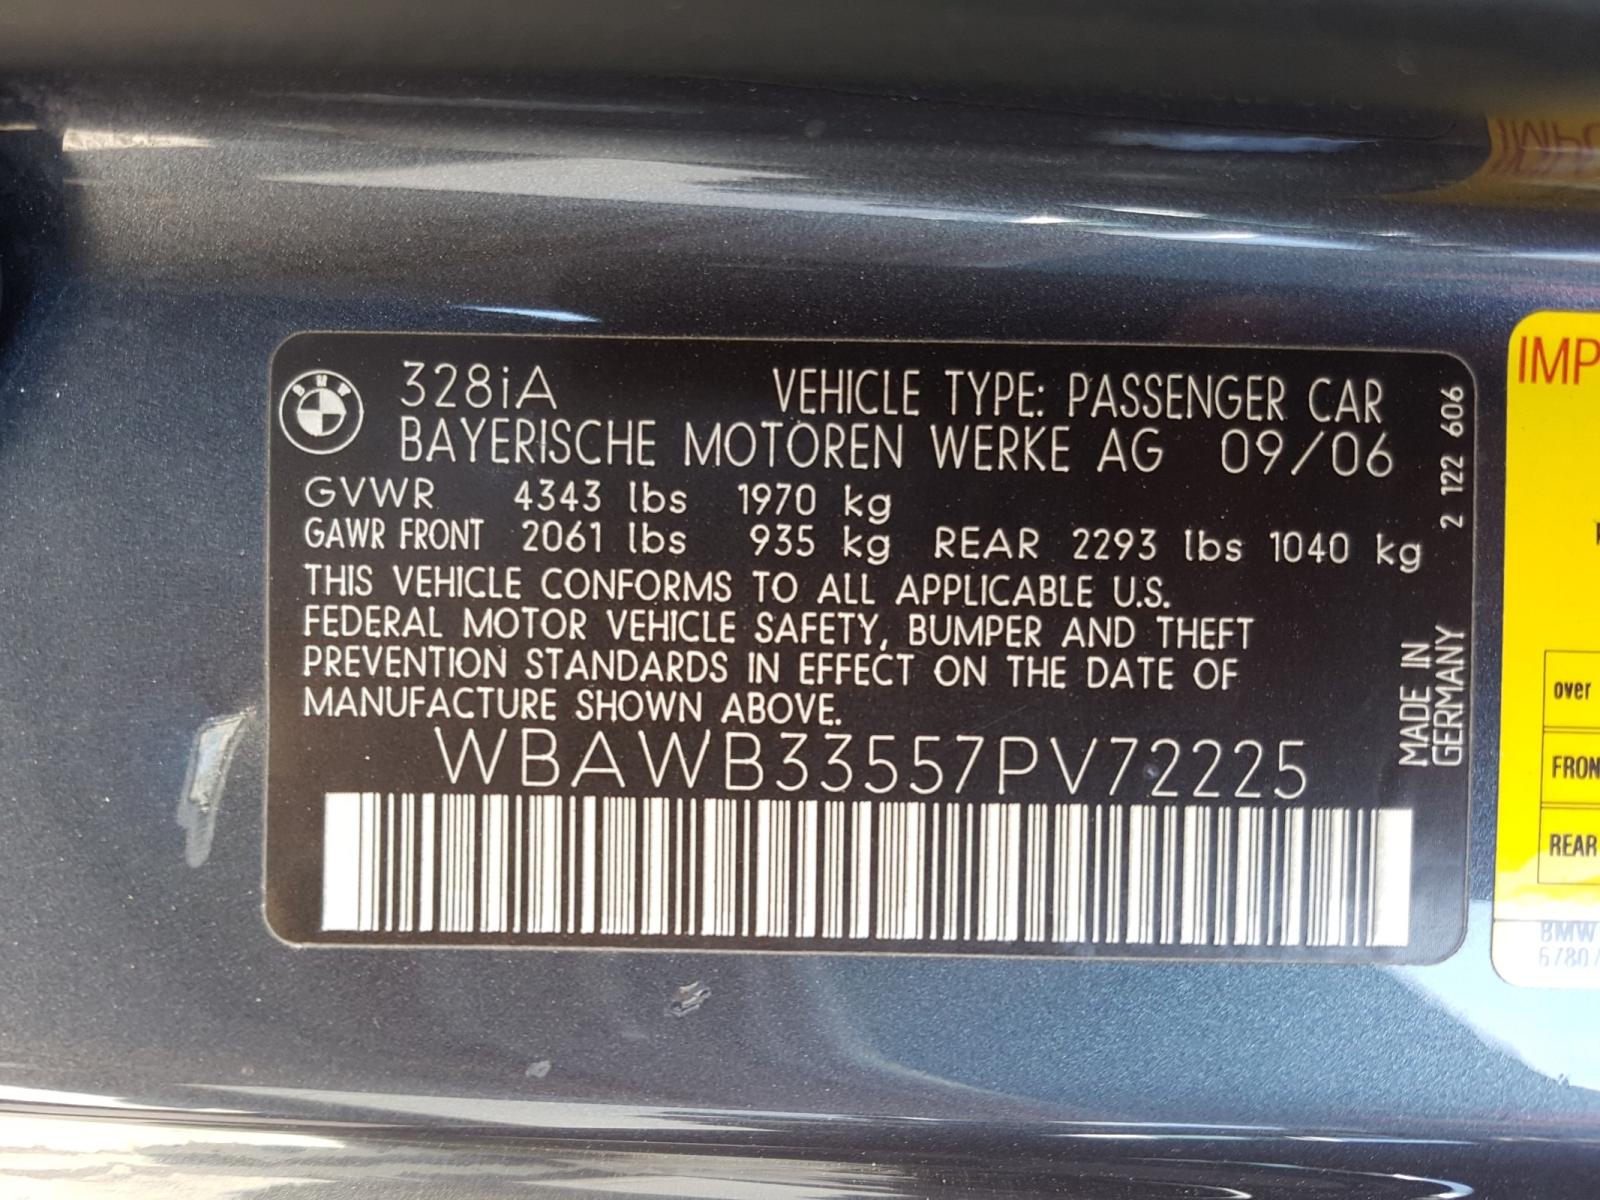 BMW
328iA VEHICLE TYPE: PASSENGER CAR
BAYERISCHE MOTOREN WERKE AG 09/06
GVWR 4343 lbs 1970 kg
GAWR FRONT 2061 lbs 935 kg REAR 2293 lbs 1040 kg
THIS VEHICLE CONFORMS TO ALL APPLICABLE U.S.
FEDERAL MOTOR VEHICLE SAFETY, BUMPER AND THEFT
PREVENTION STANDARDS IN EFFECT ON THE DATE OF
MANUFACTURE SHOWN ABOVE.
WBAWB33557PV72225
2 122 606
MADE IN
GERMANY
IMP
over
FRON
REAR
BMW